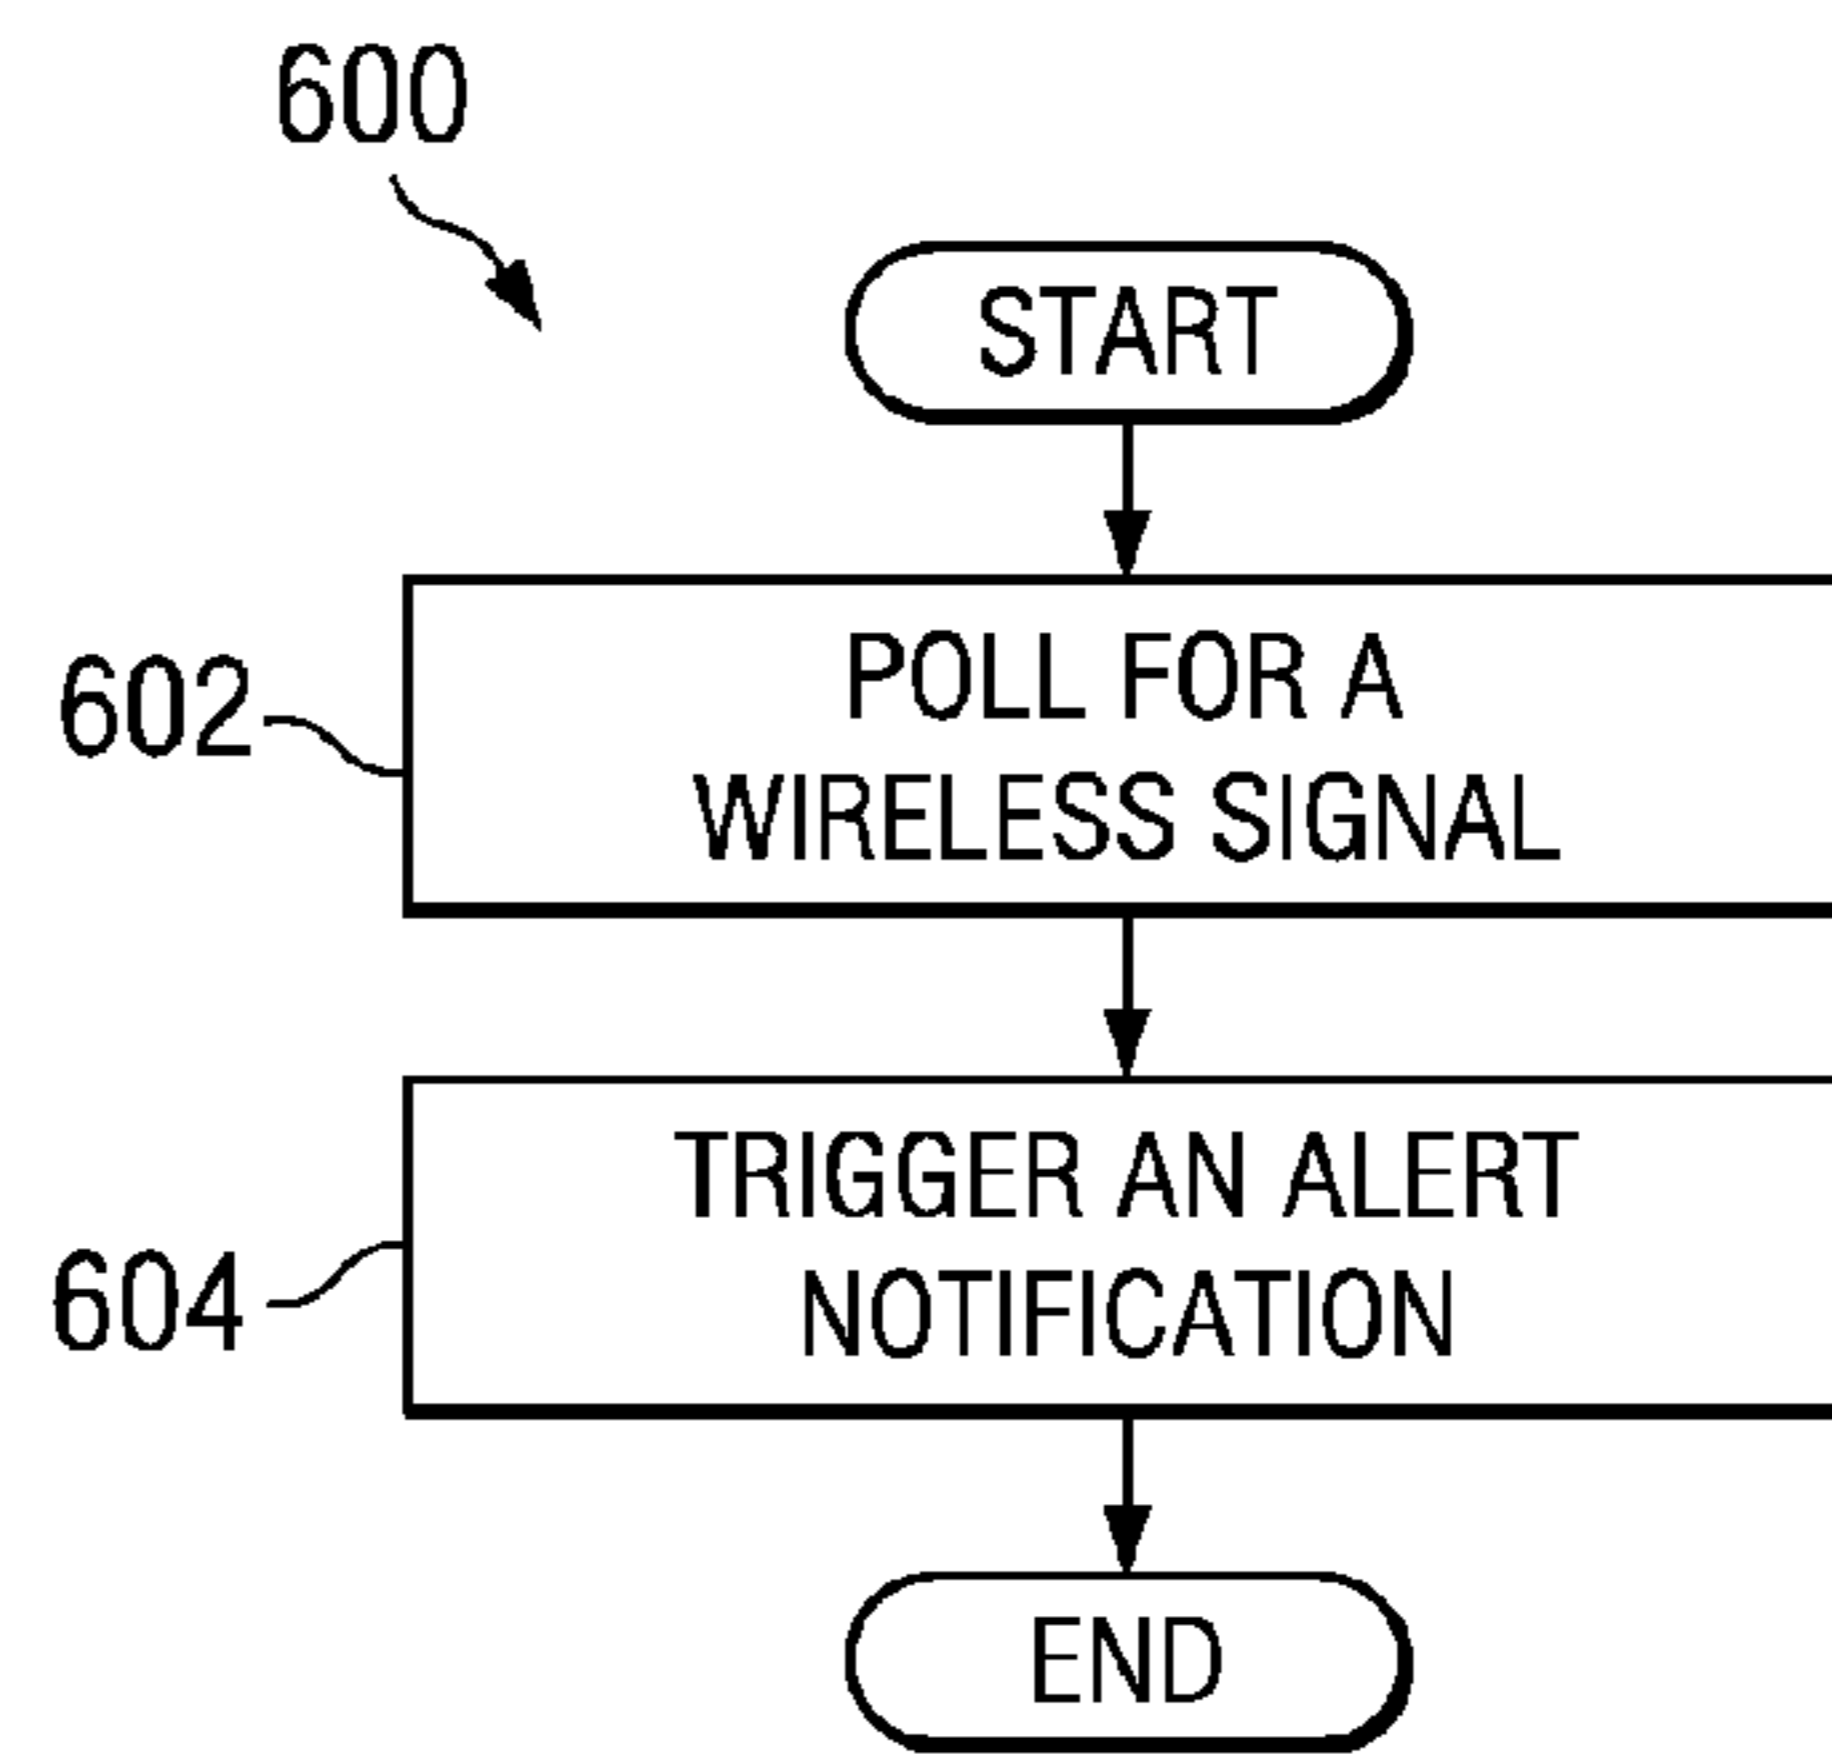 600
START
602
POLL FOR A
WIRELESS SIGNAL
604
TRIGGER AN ALERT
NOTIFICATION
END